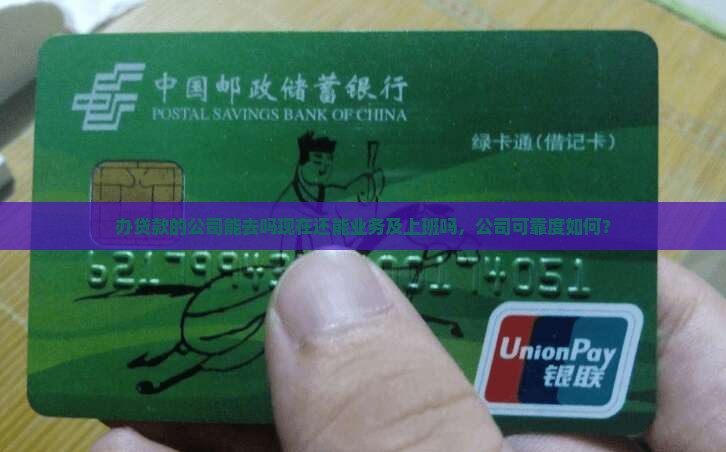 中国邮政储蓄银行
POSTAL SAVINGS BANK OF CHINA
绿卡通(借记卡)
办贷款的公司能去吗现在还能业务及上班吗，公司可靠度如何？
UnionPay
银联